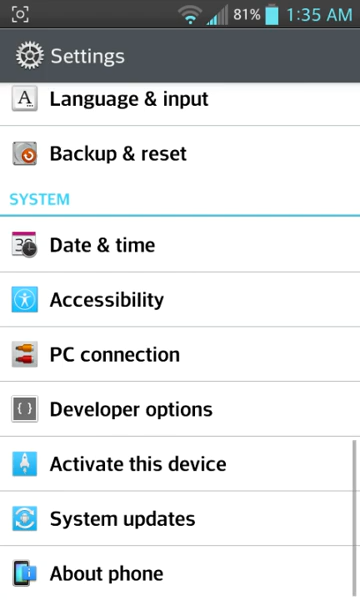 81% 1:35 AM
Settings
A Language & input
Backup & reset
SYSTEM
30 Date & time
Accessibility
PC connection
{ } Developer options
Activate this device
System updates
i About phone